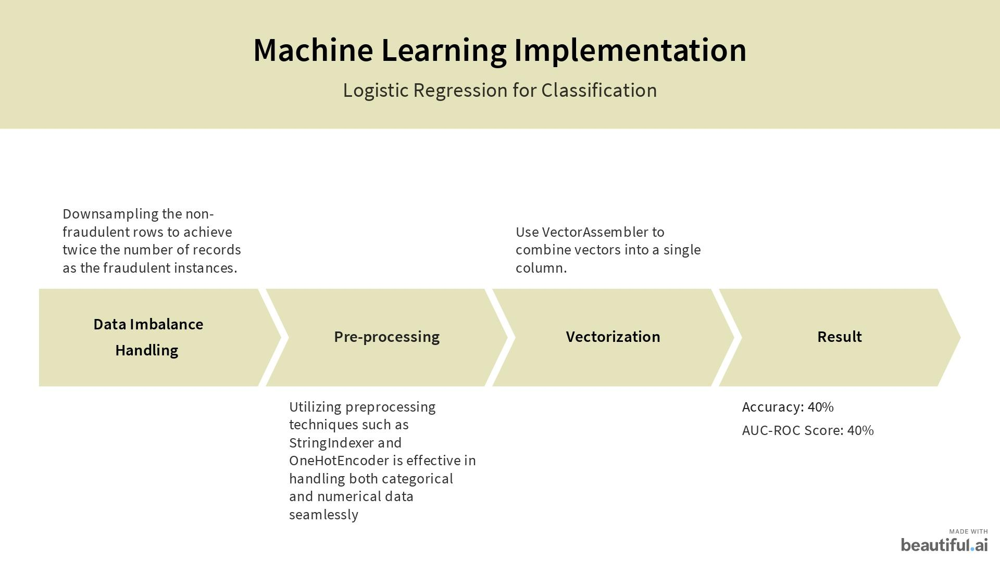 Machine Learning Implementation
Logistic Regression for Classification
Downsampling the non-
fraudulent rows to achieve
twice the number of records
as the fraudulent instances.
Use VectorAssembler to
combine vectors into a single
column.
Data Imbalance
Handling
Pre-processing
Vectorization
Result
Utilizing preprocessing
techniques such as
StringIndexer and
OneHotEncoder is effective in
handling both categorical
and numerical data
seamlessly
Accuracy: 40%
AUC-ROC Score: 40%
MADE WITH
beautiful.ai